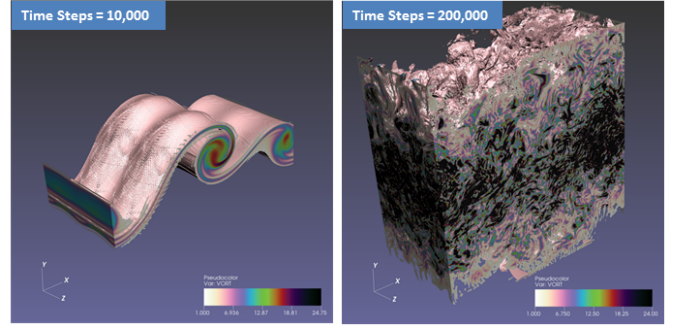 Time Steps = 10,000
Time Steps = 200,000
Y
X
Z
Pseudocolor
Var: VORT
1.000 6.936 12.87 18.81 24.75
Y
X
Z
Pseudocolor
Var: VORT
1.000 6.750 12.50 18.25 24.00